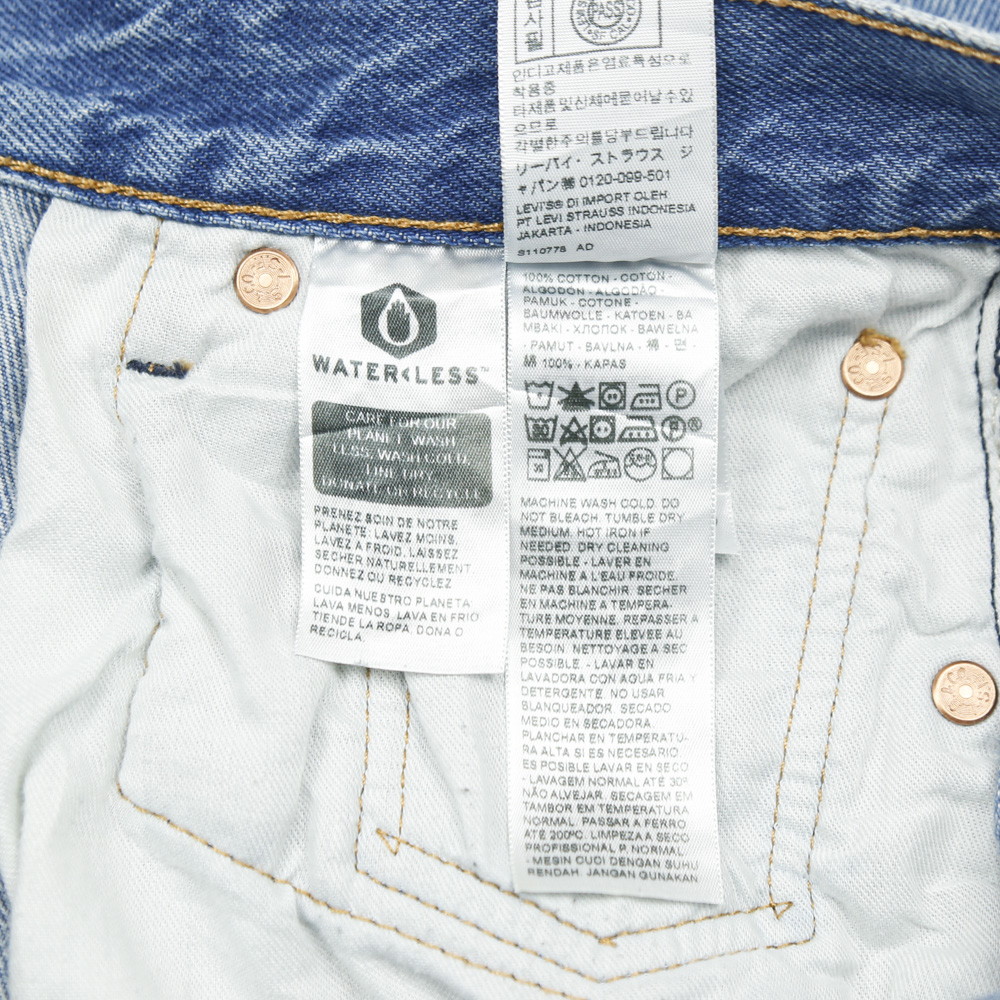 검사필
PASS
SF CAL
인디고제품은염료특성으로
착용중
타제품및신체에묻어날수있
으므로
각별한주의를당부드립니다
リーバイ・ストラウス ジ
ャパン㈱ 0120-099-501
LEVI'S® DI IMPORT OLEH
PT LEVI STRAUSS INDONESIA
JAKARTA - INDONESIA
S110778 AD
WATER<LESS™
CARE FOR OUR
PLANET: WASH
LESS, WASH COLD,
LINE DRY,
DONATE OR RECYCLE
PRENEZ SOIN DE NOTRE
PLANETE: LAVEZ MOINS,
LAVEZ A FROID, LAISSEZ
SECHER NATURELLEMENT,
DONNEZ OU RECYCLEZ
CUIDA NUESTRO PLANETA:
LAVA MENOS, LAVA EN FRIO,
TIENDE LA ROPA, DONA O
RECICLA.
100% COTTON - COTON -
ALGODON - ALGODÃO -
PAMUK - COTONE -
BAUMWOLLE - KATOEN - BA
MBAKI - ХЛОПОК - BAWELNA
- PAMUT - BAVLNA - 棉 - 면 -
綿 100% - KAPAS
P
30 P®
MACHINE WASH COLD. DO
NOT BLEACH. TUMBLE DRY
MEDIUM. HOT IRON IF
NEEDED. DRY CLEANING
POSSIBLE - LAVER EN
MACHINE A L'EAU FROIDE.
NE PAS BLANCHIR. SECHER
EN MACHINE A TEMPERA-
TURE MOYENNE. REPASSER A
TEMPERATURE ELEVEE AU
BESOIN. NETTOYAGE A SEC
POSSIBLE - LAVAR EN
LAVADORA CON AGUA FRIA Y
DETERGENTE. NO USAR
BLANQUEADOR. SECADO
MEDIO EN SECADORA.
PLANCHAR EN TEMPERATU-
RA ALTA SI ES NECESARIO.
ES POSIBLE LAVAR EN SECO
- LAVAGEM NORMAL ATÉ 30º.
NÃO ALVEJAR. SECAGEM EM
TAMBOR EM TEMPERATURA
NORMAL. PASSAR A FERRO
ATÉ 200ºC. LIMPEZA A SECO
PROFISSIONAL P, NORMAL
- MESIN CUCI DENGAN SUHU
RENDAH. JANGAN GUNAKAN